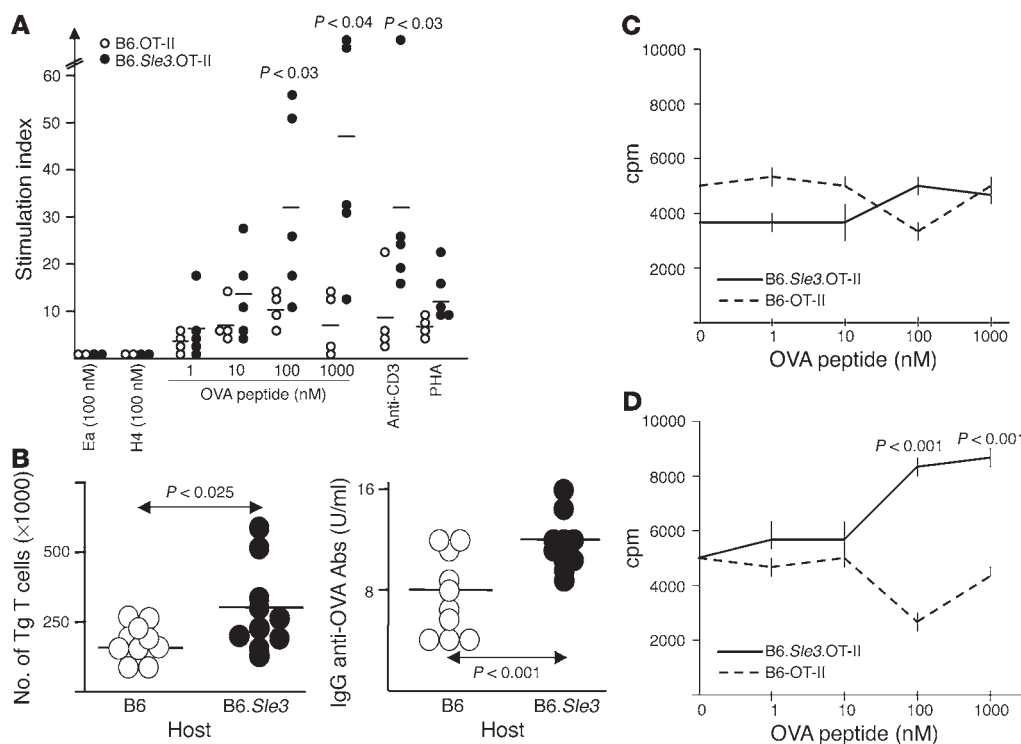 A
B6.OT-II
B6.Sle3.OT-II
P < 0.03
P < 0.04
P < 0.03
Stimulation index
60
50
40
30
20
10
1
10
100
1000
OVA peptide (nM)
Ea (100 nM)
H4 (100 nM)
Anti-CD3
PHA
B
No. of Tg T cells (×1000)
500
250
P < 0.025
B6
B6.Sle3
Host
IgG anti-OVA Abs (U/ml)
16
8
P < 0.001
B6
B6.Sle3
Host
C
cpm
10000
8000
6000
4000
2000
B6.Sle3.OT-II
B6-OT-II
0
1
10
100
1000
OVA peptide (nM)
D
cpm
10000
8000
6000
4000
2000
P < 0.001
P < 0.001
B6.Sle3.OT-II
B6-OT-II
0
1
10
100
1000
OVA peptide (nM)